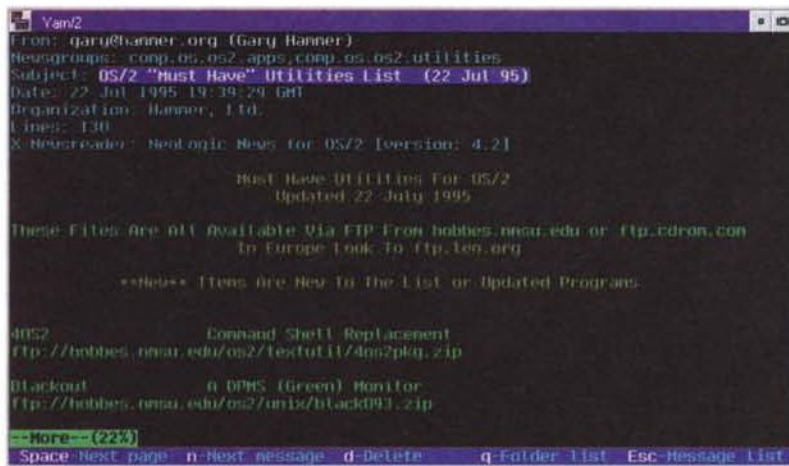 Yarn/2
From: gary@hammer.org (Gary Hammer)
Newsgroups: comp.os.os2.apps,comp.os.os2.utilities
Subject: OS/2 "Must Have" Utilities List (22 Jul 95)
Date: 22 Jul 1995 19:39:29 GMT
Organization: Hammer, Ltd.
Lines: 130
X-Newsreader: NeoLogic News for OS/2 [version: 4.2]
Must Have Utilities For OS/2
Updated 22 July 1995
These Files Are All Available Via FTP From hobbes.nmsu.edu or ftp.cdrom.com
In Europe Look To ftp.leo.org
**New** Items Are New To The List or Updated Programs
4OS2 Command Shell Replacement
ftp://hobbes.nmsu.edu/os2/textutil/4os2pkg.zip
Blackout A DPMS (Green) Monitor
ftp://hobbes.nmsu.edu/os2/unix/black093.zip
--More--(22%)
Space-Next page n-Next message d-Delete q-Folder list Esc-Message list